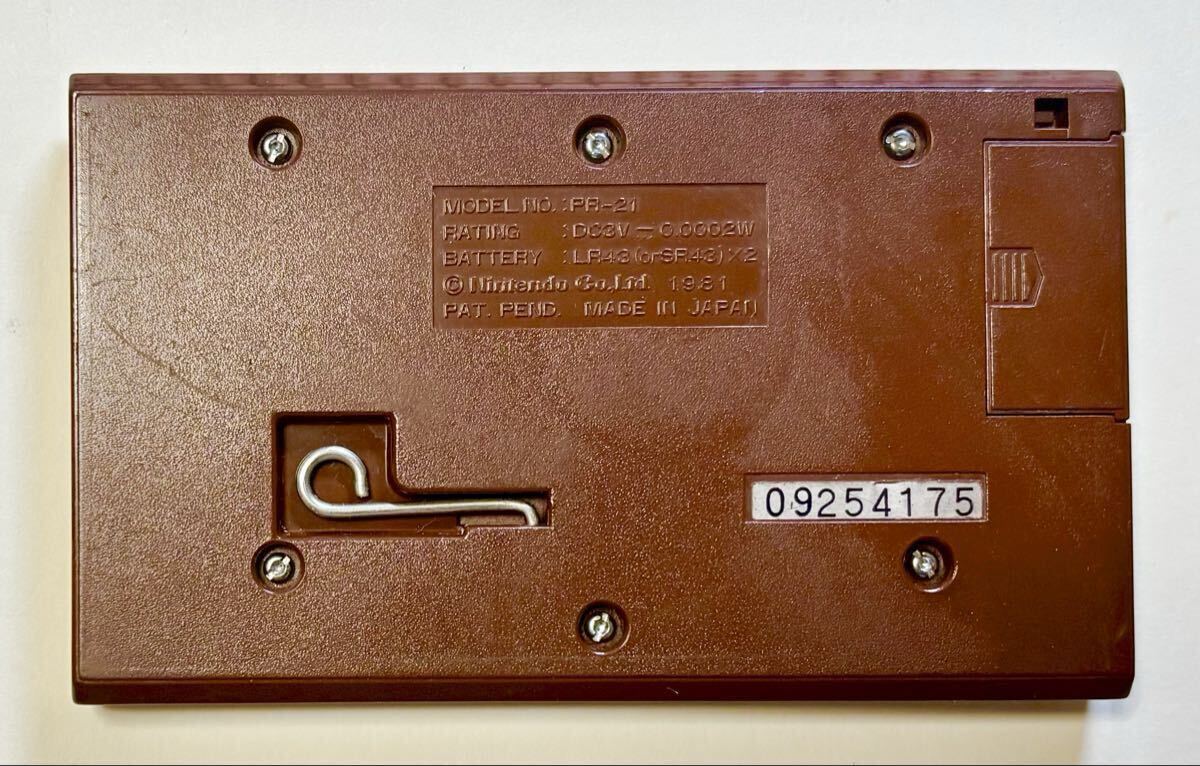 MODEL NO. : PR-21
RATING : DC3V ⎓ 0.0002W
BATTERY : LR43 (or SR43) X2
© Nintendo Co., Ltd. 1981
PAT. PEND. MADE IN JAPAN
09254175